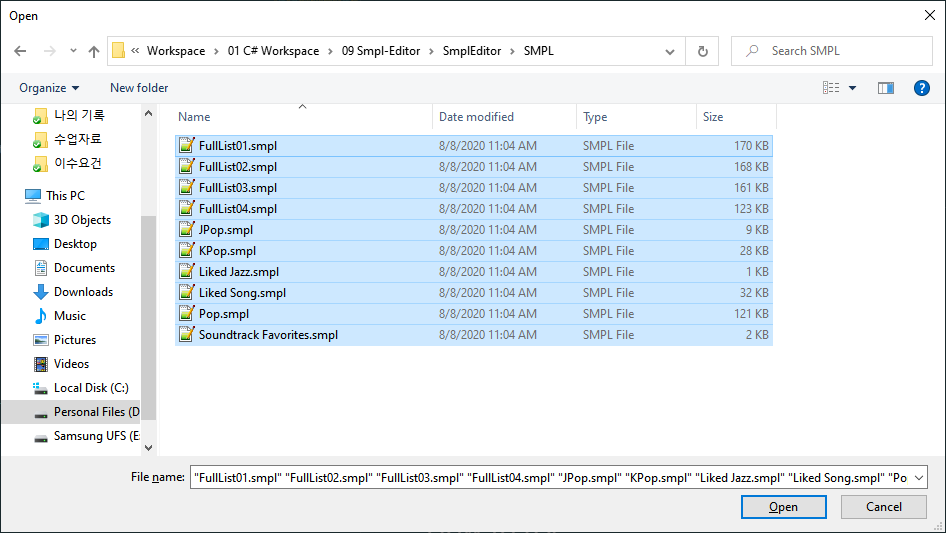 Open
« Workspace › 01 C# Workspace › 09 Smpl-Editor › SmplEditor › SMPL
Search SMPL
Organize
New folder
나의 기록
수업자료
이수요건
This PC
3D Objects
Desktop
Documents
Downloads
Music
Pictures
Videos
Local Disk (C:)
Personal Files (D
Samsung UFS (E
Name Date modified Type Size
FullList01.smpl 8/8/2020 11:04 AM SMPL File 170 KB
FullList02.smpl 8/8/2020 11:04 AM SMPL File 168 KB
FullList03.smpl 8/8/2020 11:04 AM SMPL File 161 KB
FullList04.smpl 8/8/2020 11:04 AM SMPL File 123 KB
JPop.smpl 8/8/2020 11:04 AM SMPL File 9 KB
KPop.smpl 8/8/2020 11:04 AM SMPL File 28 KB
Liked Jazz.smpl 8/8/2020 11:04 AM SMPL File 1 KB
Liked Song.smpl 8/8/2020 11:04 AM SMPL File 32 KB
Pop.smpl 8/8/2020 11:04 AM SMPL File 121 KB
Soundtrack Favorites.smpl 8/8/2020 11:04 AM SMPL File 2 KB
File name: "FullList01.smpl" "FullList02.smpl" "FullList03.smpl" "FullList04.smpl" "JPop.smpl" "KPop.smpl" "Liked Jazz.smpl" "Liked Song.smpl" "Po
Open
Cancel